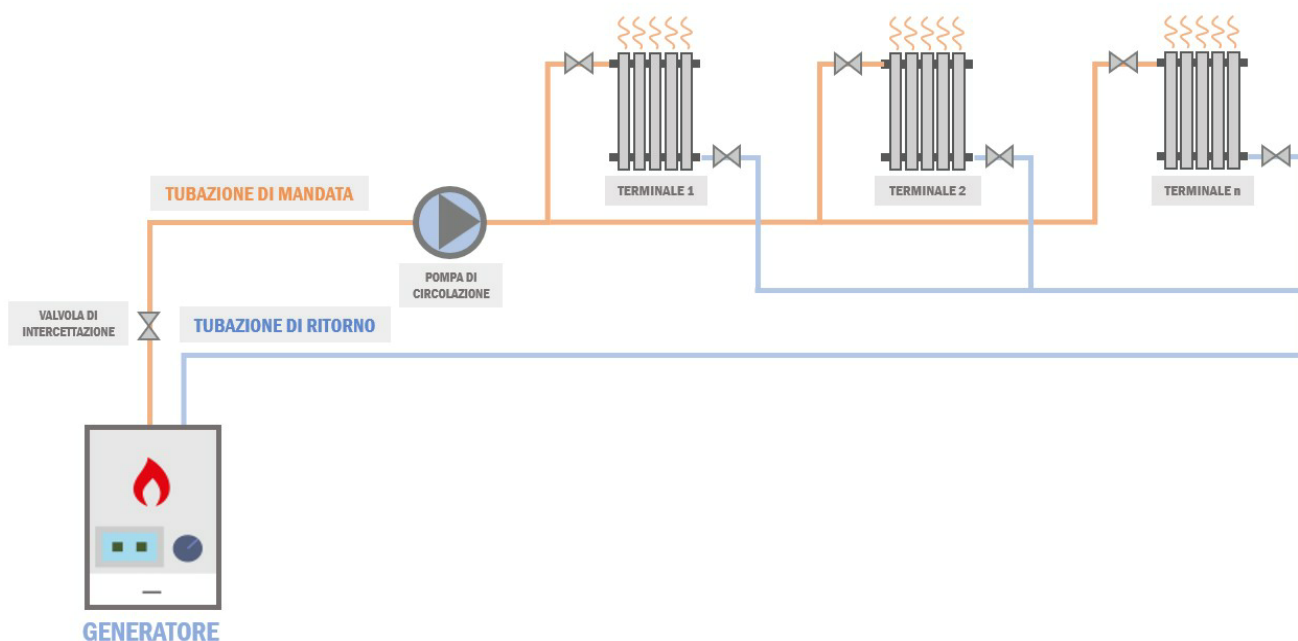 TERMINALE 1
TERMINALE 2
TERMINALE n
TUBAZIONE DI MANDATA
POMPA DI
CIRCOLAZIONE
VALVOLA DI
INTERCETTAZIONE
TUBAZIONE DI RITORNO
GENERATORE